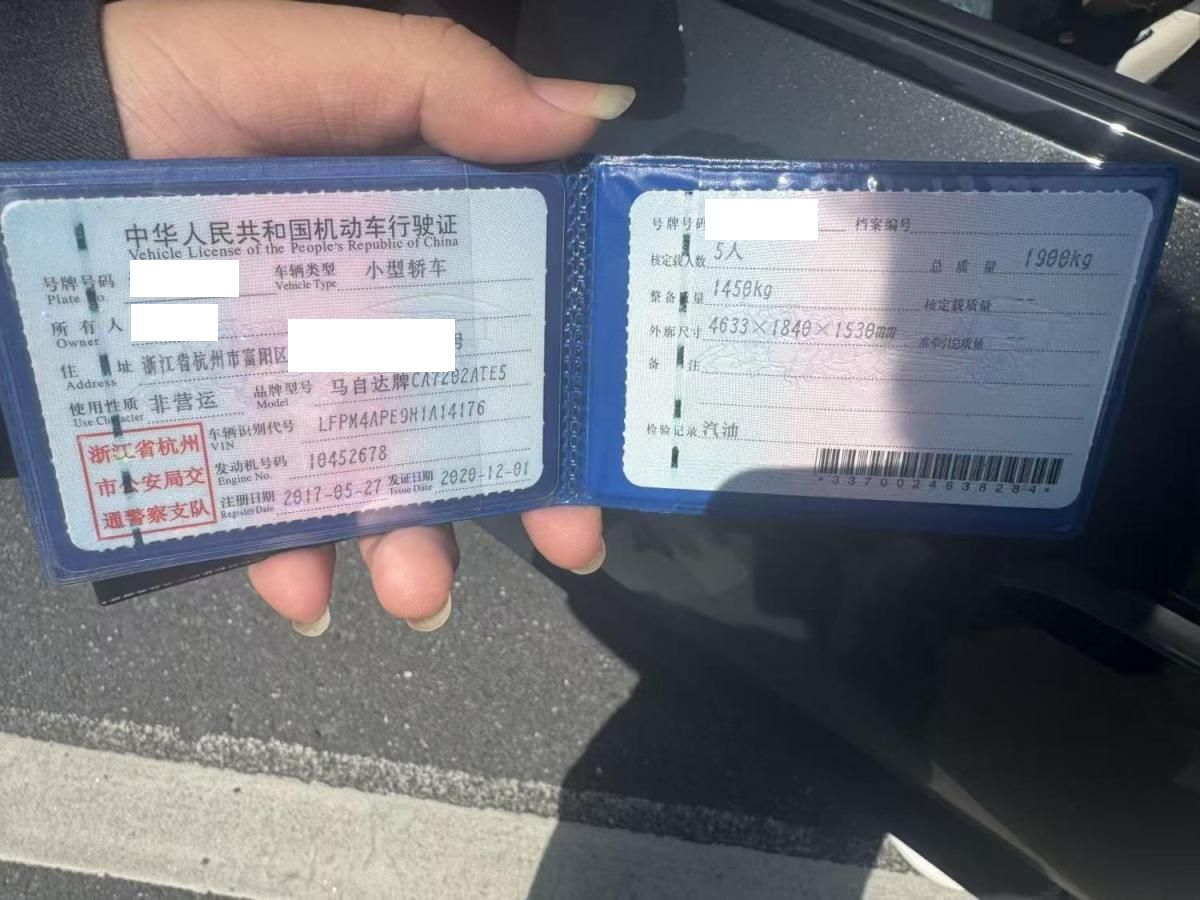 中华人民共和国机动车行驶证
Vehicle License of the People's Republic of China
号牌号码 车辆类型 小型轿车
Plate No. Vehicle Type
所有人
Owner
住址 浙江省杭州市富阳区 号
Address
使用性质 非营运 品牌型号 马自达牌CA7202ATE5
Use Character Model
浙江省杭州
市公安局交
通警察支队
车辆识别代号 LFPM4APE9H1A14176
VIN
发动机号码 10452678
Engine No.
注册日期 2017-05-27 发证日期 2020-12-01
Register Date Issue Date
号牌号码 档案编号
核定载人数 5人 总质量 1900kg
整备质量 1450kg 核定载质量 --
外廓尺寸 4633×1840×1530mm 准牵引总质量 --
备注
检验记录 汽油
*3370024638284*